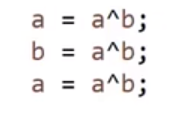 a = a^b;
b = a^b;
a = a^b;